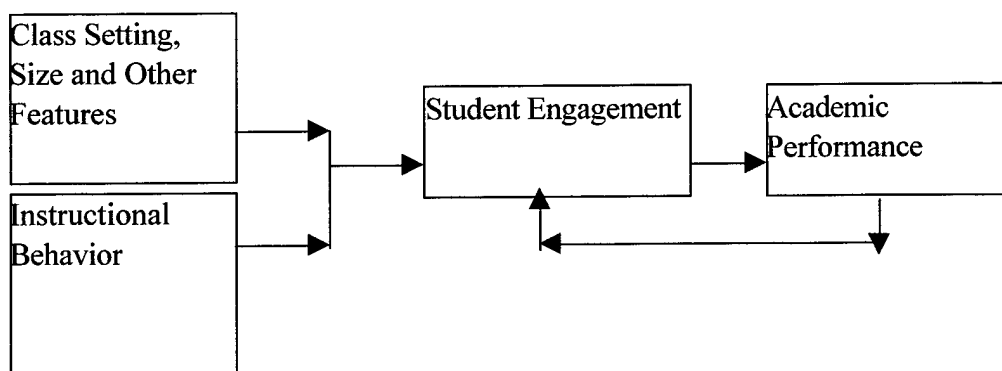 Class Setting,
Size and Other
Features
Instructional
Behavior
Student Engagement
Academic
Performance